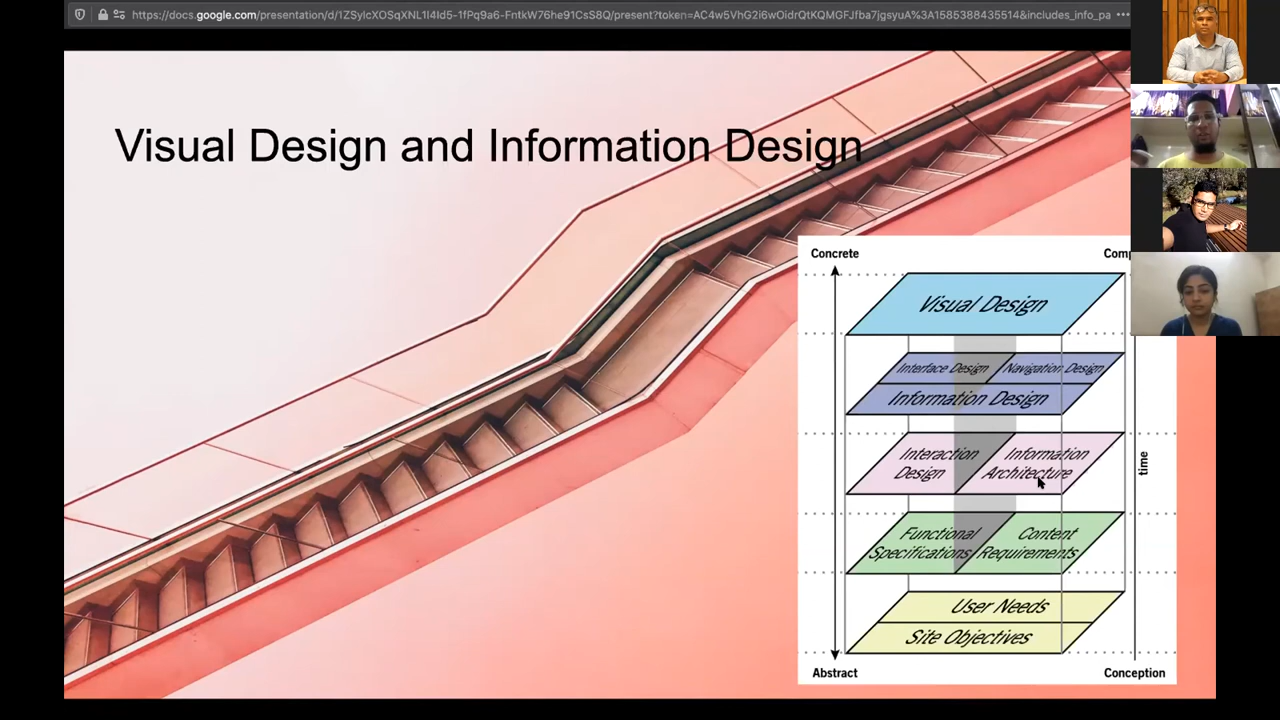 https://docs.google.com/presentation/d/1ZSylcXOSqXNL1I4Id5-1fPq9a6-FntkW76he91CsS8Q/present?token=AC4w5VhG2i6wOidrQtKQMGFJfba7jgsyuA%3A1585388435514&includes_info_pa
Visual Design and Information Design
Concrete
Comp
Visual Design
Interface Design
Navigation Design
Information Design
Interaction
Design
Information
Architecture
time
Functional
Specifications
Content
Requirements
User Needs
Site Objectives
Abstract
Conception